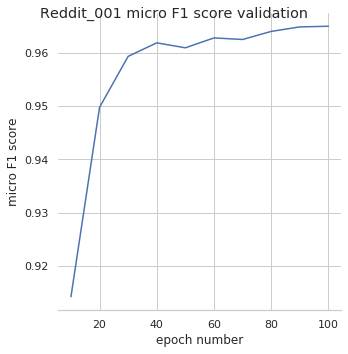 Reddit_001 micro F1 score validation
0.96
0.95
0.94
0.93
0.92
micro F1 score
20 40 60 80 100
epoch number